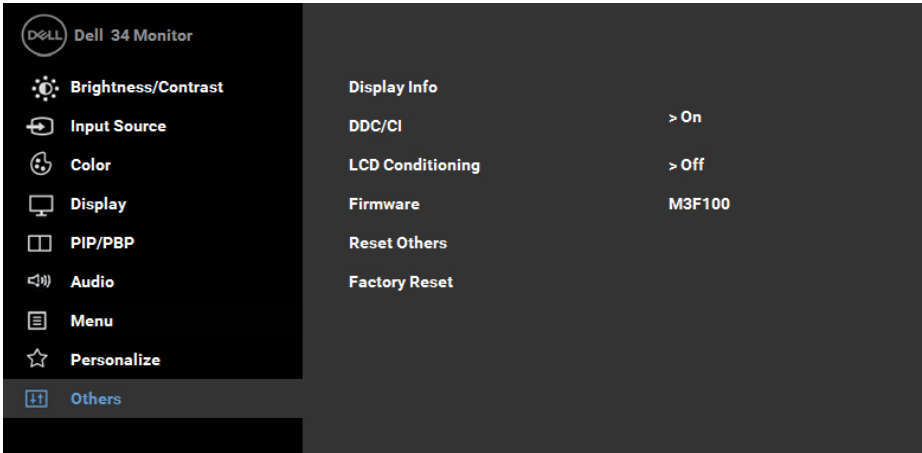 DELL Dell 34 Monitor
Brightness/Contrast
Input Source
Color
Display
PIP/PBP
Audio
Menu
Personalize
Others
Display Info
DDC/CI > On
LCD Conditioning > Off
Firmware M3F100
Reset Others
Factory Reset